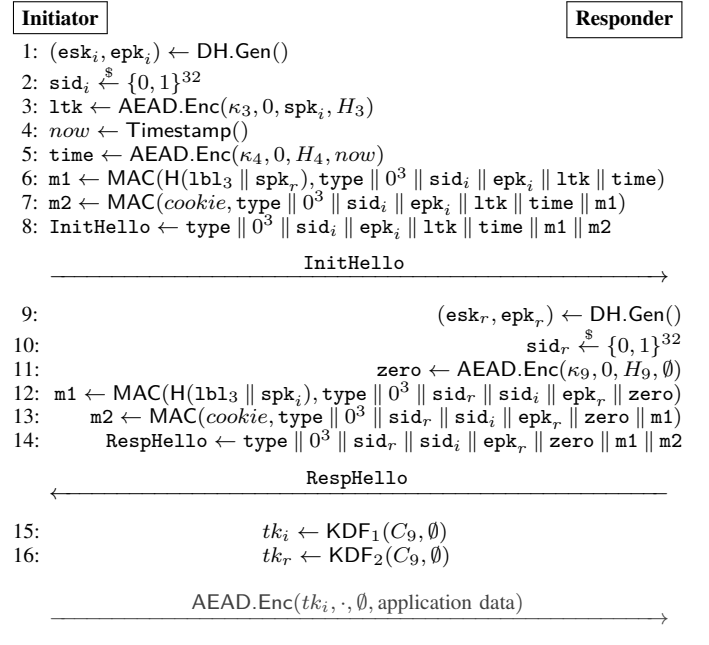 Initiator Responder
1: (esk_i, epk_i) ← DH.Gen()
2: sid_i ←$ {0, 1}^32
3: ltk ← AEAD.Enc(κ_3, 0, spk_i, H_3)
4: now ← Timestamp()
5: time ← AEAD.Enc(κ_4, 0, H_4, now)
6: m1 ← MAC(H(lbl_3 ∥ spk_r), type ∥ 0^3 ∥ sid_i ∥ epk_i ∥ ltk ∥ time)
7: m2 ← MAC(cookie, type ∥ 0^3 ∥ sid_i ∥ epk_i ∥ ltk ∥ time ∥ m1)
8: InitHello ← type ∥ 0^3 ∥ sid_i ∥ epk_i ∥ ltk ∥ time ∥ m1 ∥ m2
InitHello
9: (esk_r, epk_r) ← DH.Gen()
10: sid_r ←$ {0, 1}^32
11: zero ← AEAD.Enc(κ_9, 0, H_9, ∅)
12: m1 ← MAC(H(lbl_3 ∥ spk_i), type ∥ 0^3 ∥ sid_r ∥ sid_i ∥ epk_r ∥ zero)
13: m2 ← MAC(cookie, type ∥ 0^3 ∥ sid_r ∥ sid_i ∥ epk_r ∥ zero ∥ m1)
14: RespHello ← type ∥ 0^3 ∥ sid_r ∥ sid_i ∥ epk_r ∥ zero ∥ m1 ∥ m2
RespHello
15: tk_i ← KDF_1(C_9, ∅)
16: tk_r ← KDF_2(C_9, ∅)
AEAD.Enc(tk_i, ·, ∅, application data)